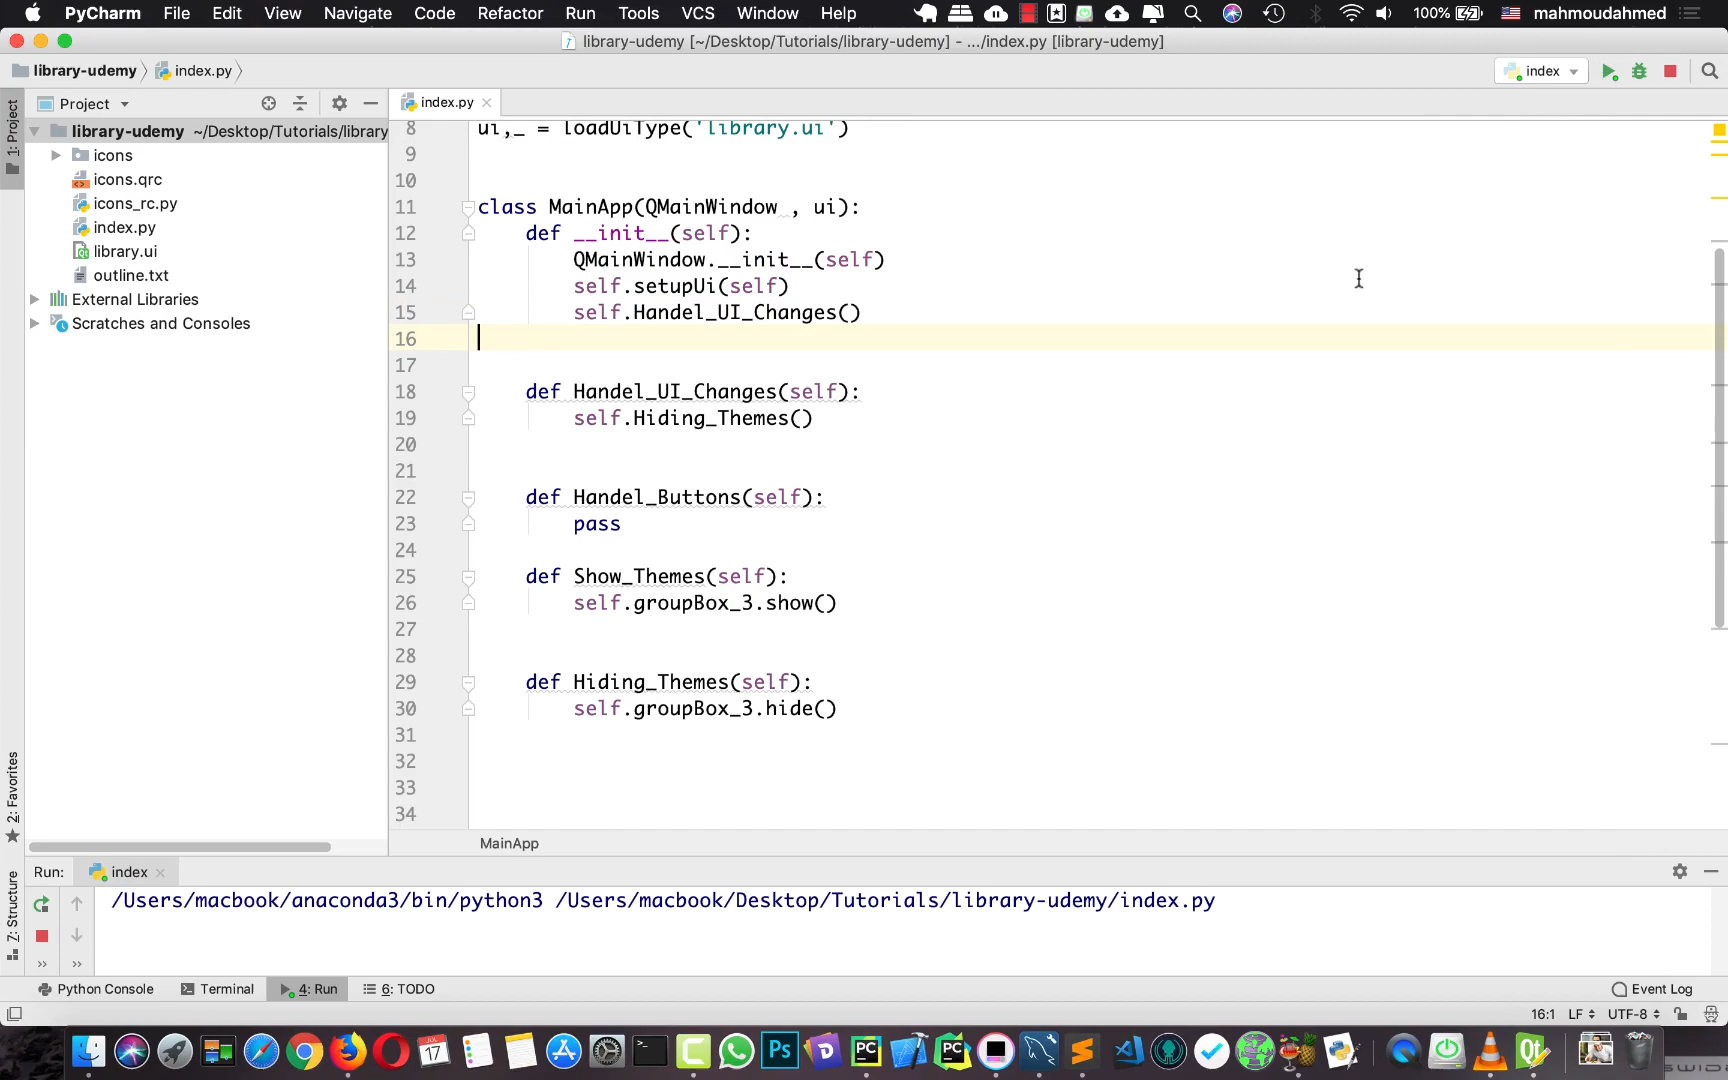 PyCharm File Edit View Navigate Code Refactor Run Tools VCS Window Help 100% mahmoudahmed
library-udemy [~/Desktop/Tutorials/library-udemy] - .../index.py [library-udemy]
library-udemy index.py index
1: Project
Project
library-udemy ~/Desktop/Tutorials/library
icons
icons.qrc
icons_rc.py
index.py
library.ui
outline.txt
External Libraries
Scratches and Consoles
2: Favorites
7: Structure
index.py
8 ui,_ = loadUiType('library.ui')
9
10
11 class MainApp(QMainWindow , ui):
12 def __init__(self):
13 QMainWindow.__init__(self)
14 self.setupUi(self)
15 self.Handel_UI_Changes()
16
17
18 def Handel_UI_Changes(self):
19 self.Hiding_Themes()
20
21
22 def Handel_Buttons(self):
23 pass
24
25 def Show_Themes(self):
26 self.groupBox_3.show()
27
28
29 def Hiding_Themes(self):
30 self.groupBox_3.hide()
31
32
33
34
MainApp
Run: index
/Users/macbook/anaconda3/bin/python3 /Users/macbook/Desktop/Tutorials/library-udemy/index.py
Python Console Terminal 4: Run 6: TODO Event Log
16:1 LF UTF-8
JUL
17 Ps D PC PC Qt